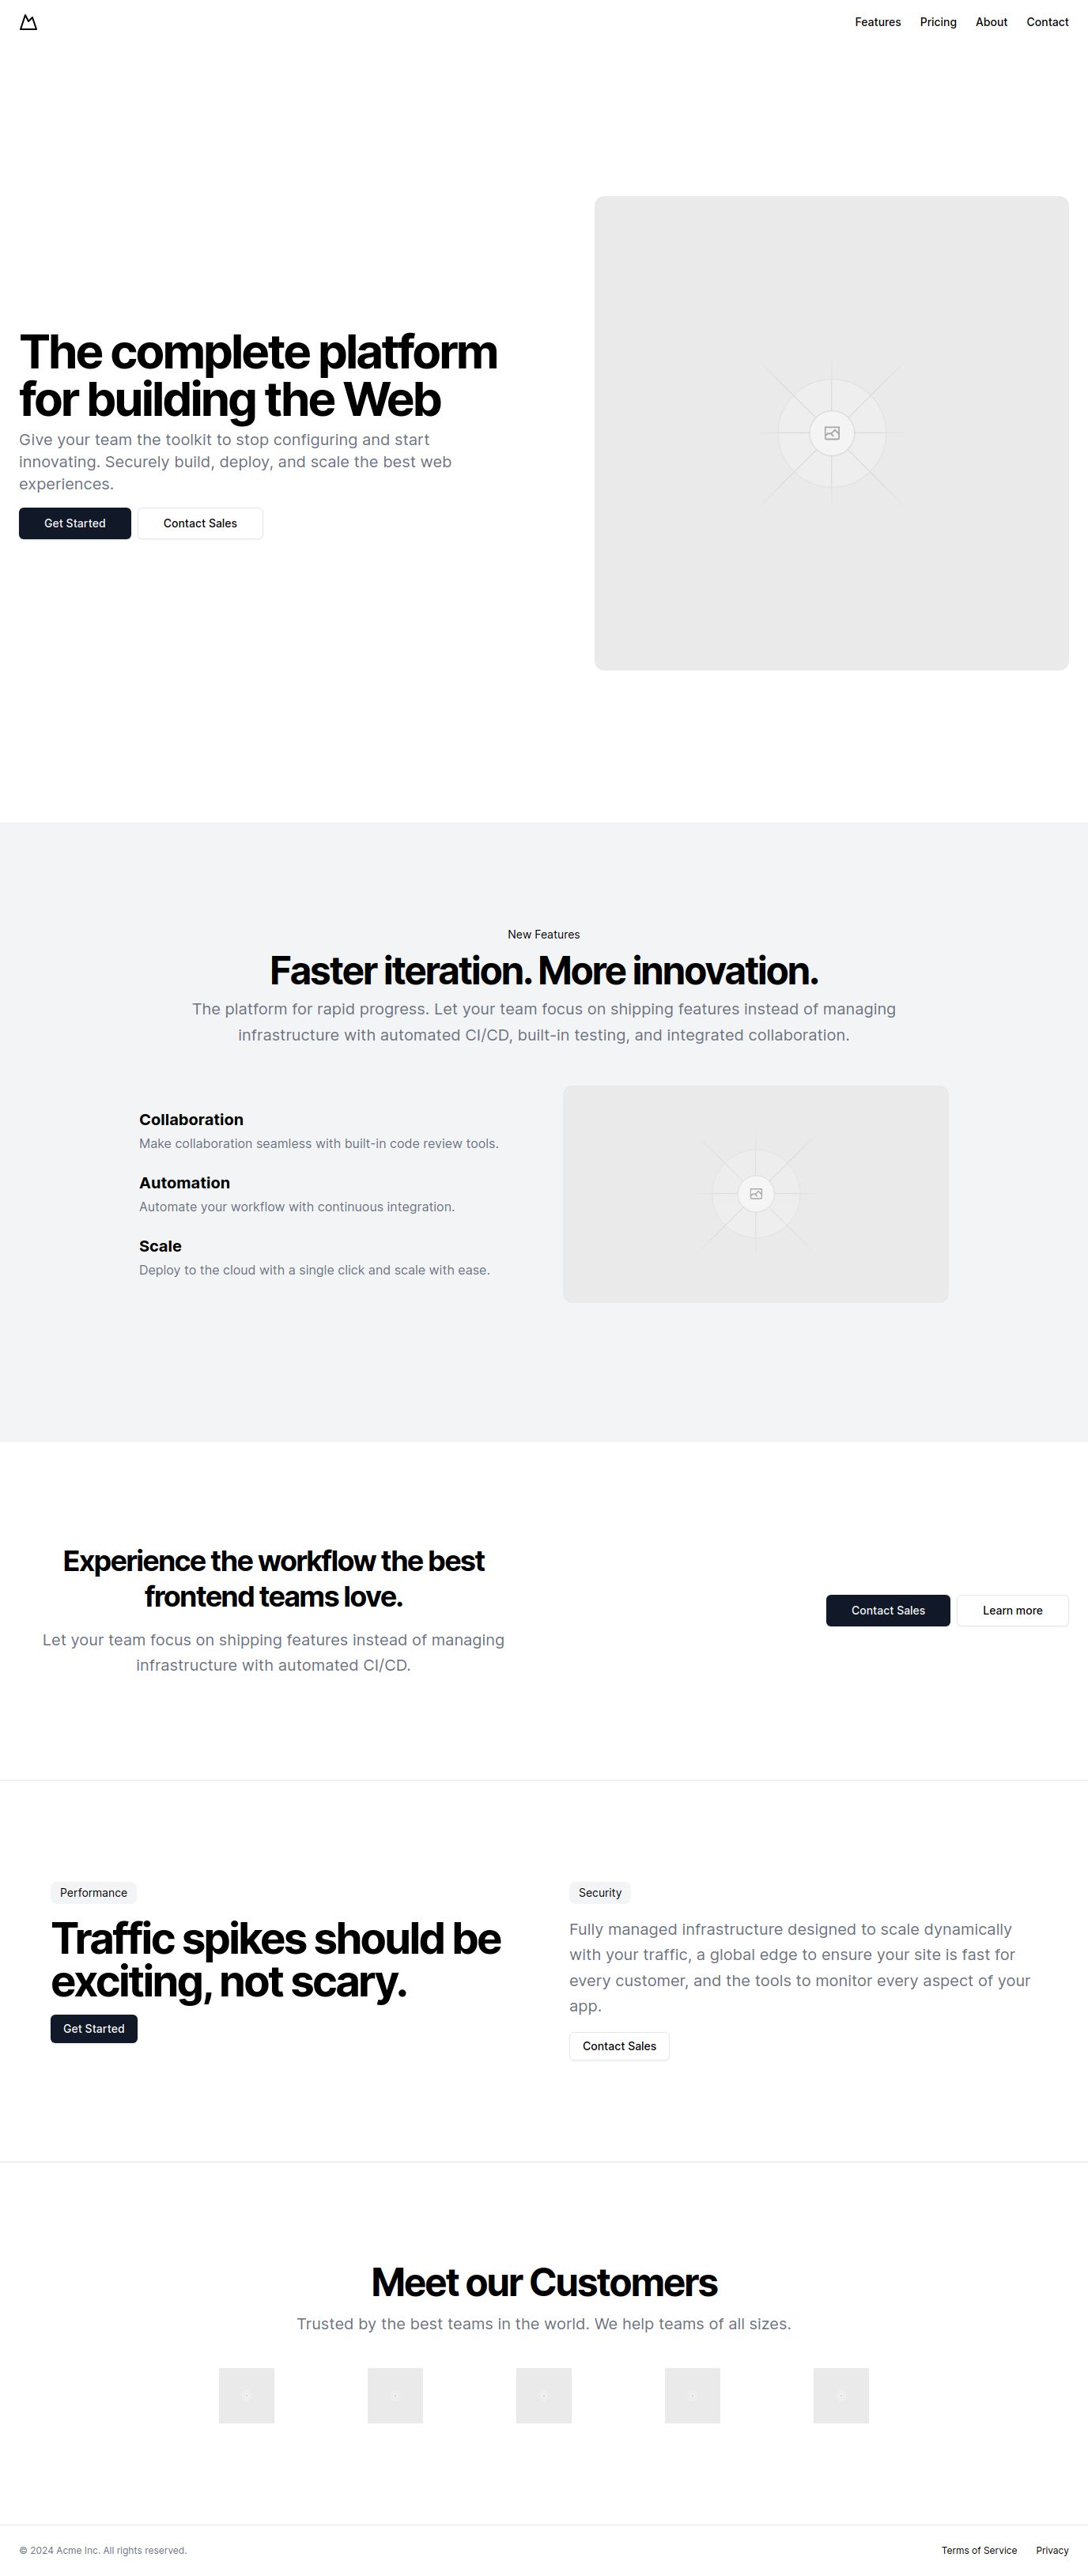 Features Pricing About Contact
The complete platform
for building the Web
Give your team the toolkit to stop configuring and start
innovating. Securely build, deploy, and scale the best web
experiences.
Get Started Contact Sales
New Features
Faster iteration. More innovation.
The platform for rapid progress. Let your team focus on shipping features instead of managing
infrastructure with automated CI/CD, built-in testing, and integrated collaboration.
Collaboration
Make collaboration seamless with built-in code review tools.
Automation
Automate your workflow with continuous integration.
Scale
Deploy to the cloud with a single click and scale with ease.
Experience the workflow the best
frontend teams love.
Let your team focus on shipping features instead of managing
infrastructure with automated CI/CD.
Contact Sales Learn more
Performance
Traffic spikes should be
exciting, not scary.
Get Started
Security
Fully managed infrastructure designed to scale dynamically
with your traffic, a global edge to ensure your site is fast for
every customer, and the tools to monitor every aspect of your
app.
Contact Sales
Meet our Customers
Trusted by the best teams in the world. We help teams of all sizes.
© 2024 Acme Inc. All rights reserved.
Terms of Service Privacy